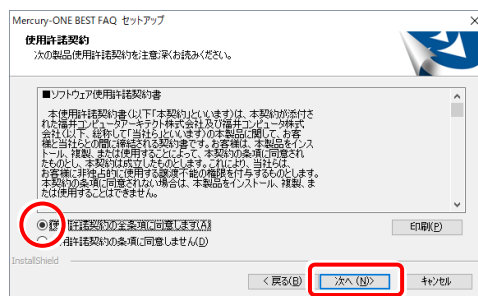 Mercury-ONE BEST FAQ セットアップ
使用許諾契約
次の製品使用許諾契約を注意深くお読みください。
■ソフトウェア使用許諾契約書
本使用許諾契約書(以下「本契約」といいます)は、本契約が添付さ
れた福井コンピュータアーキテクト株式会社及び福井コンピュータ株式
会社(以下、総称して「当社ら」といいます)の本製品に関して、お客
様と当社らとの間に締結される契約書です。お客様は、本製品をインス
トール、複製、または使用することによって、本契約の条項に同意され
たものとし、本契約は成立したものとします。これにより、当社らは、
お客様に非独占的に使用する譲渡不能の権限を付与するものとします。
本契約の条項に同意されない場合は、本製品をインストール、複製、ま
たは使用することはできません。
使用許諾契約の全条項に同意します(A)
使用許諾契約の条項に同意しません(D)
印刷(P)
InstallShield
< 戻る(B)
次へ (N)>
キャンセル